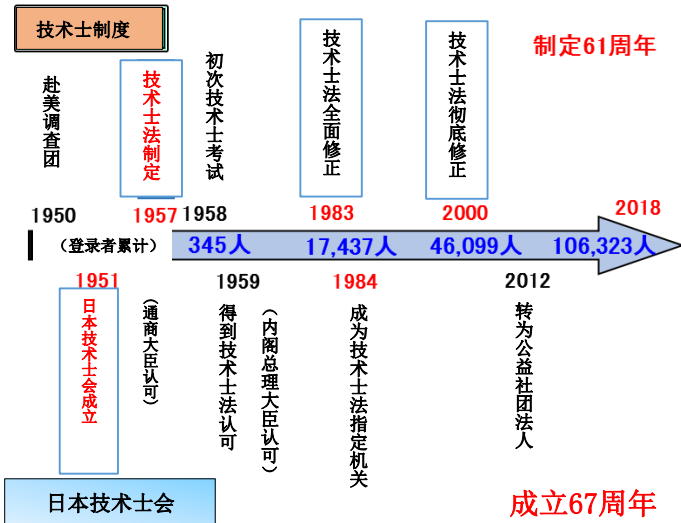 技术士制度
制定61周年
赴美调查团
技术士法制定
初次技术士考试
技术士法全面修正
技术士法彻底修正
1950
1957
1958
1983
2000
2018
（登录者累计）
345人
17,437人
46,099人
106,323人
1951
1959
1984
2012
日本技术士会成立
（通商大臣认可）
得到技术士法认可
（内阁总理大臣认可）
成为技术士法指定机关
转为公益社团法人
日本技术士会
成立67周年